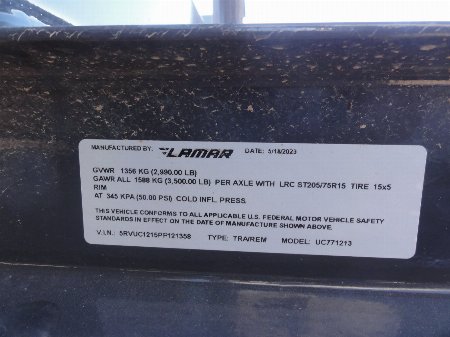 MANUFACTURED BY: LAMAR DATE: 5/18/2023
GVWR 1356 KG (2,990.00 LB)
GAWR ALL 1588 KG (3,500.00 LB) PER AXLE WITH LRC ST205/75R15 TIRE 15x5
RIM
AT 345 KPA (50.00 PSI) COLD INFL. PRESS.
THIS VEHICLE CONFORMS TO ALL APPLICABLE U.S. FEDERAL MOTOR VEHICLE SAFETY
STANDARDS IN EFFECT ON THE DATE OF MANUFACTURE SHOWN ABOVE.
V.I.N.: 5RVUC1215PP121358 TYPE: TRA/REM MODEL: UC771213